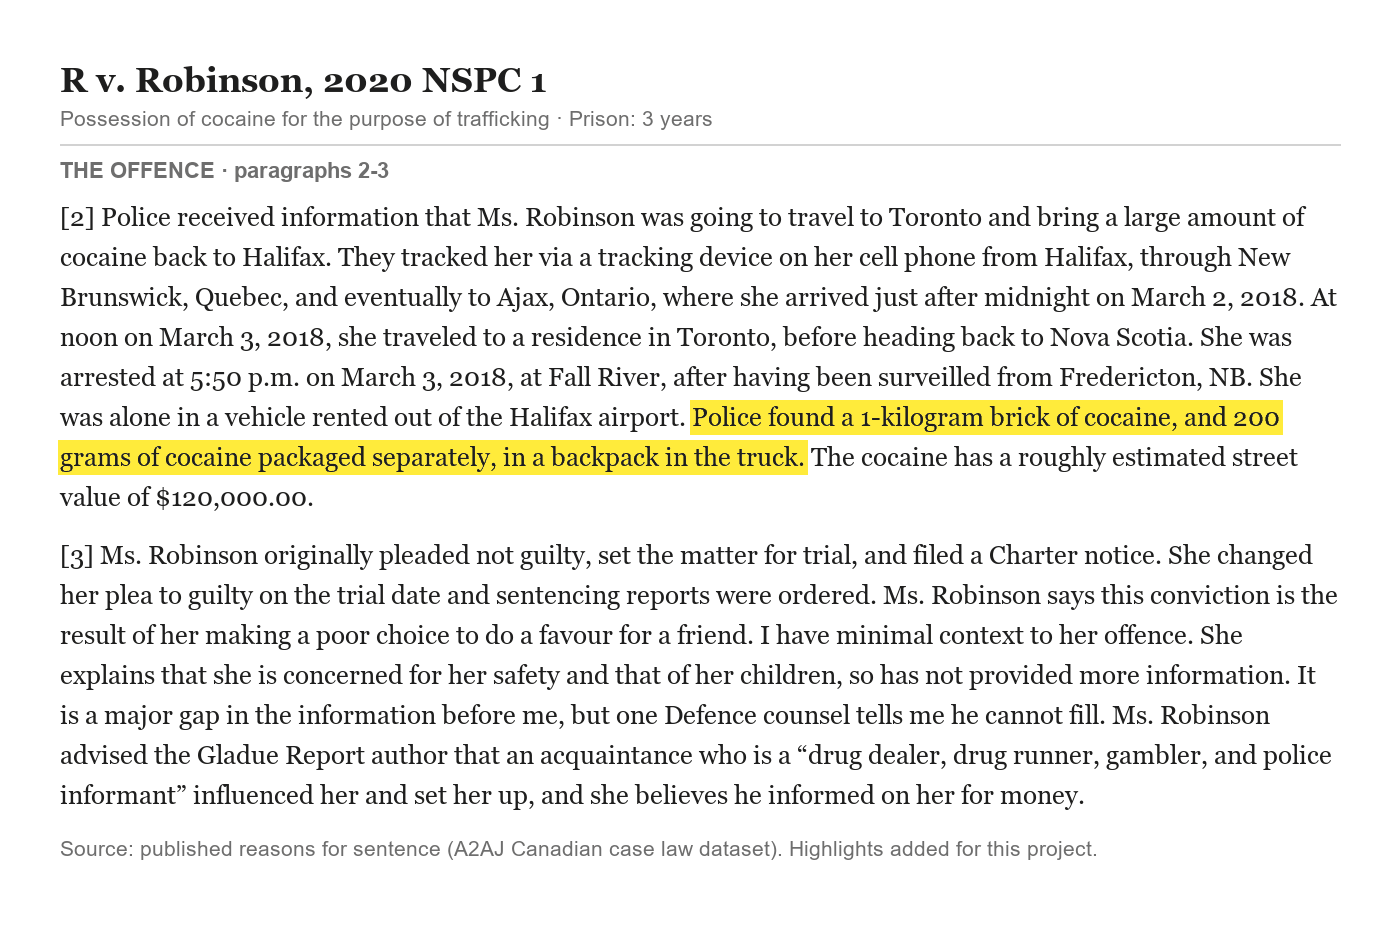 R v. Robinson, 2020 NSPC 1
Possession of cocaine for the purpose of trafficking · Prison: 3 years
THE OFFENCE · paragraphs 2-3
[2] Police received information that Ms. Robinson was going to travel to Toronto and bring a large amount of
cocaine back to Halifax. They tracked her via a tracking device on her cell phone from Halifax, through New
Brunswick, Quebec, and eventually to Ajax, Ontario, where she arrived just after midnight on March 2, 2018. At
noon on March 3, 2018, she traveled to a residence in Toronto, before heading back to Nova Scotia. She was
arrested at 5:50 p.m. on March 3, 2018, at Fall River, after having been surveilled from Fredericton, NB. She
was alone in a vehicle rented out of the Halifax airport. Police found a 1-kilogram brick of cocaine, and 200
grams of cocaine packaged separately, in a backpack in the truck. The cocaine has a roughly estimated street
value of $120,000.00.
[3] Ms. Robinson originally pleaded not guilty, set the matter for trial, and filed a Charter notice. She changed
her plea to guilty on the trial date and sentencing reports were ordered. Ms. Robinson says this conviction is the
result of her making a poor choice to do a favour for a friend. I have minimal context to her offence. She
explains that she is concerned for her safety and that of her children, so has not provided more information. It
is a major gap in the information before me, but one Defence counsel tells me he cannot fill. Ms. Robinson
advised the Gladue Report author that an acquaintance who is a “drug dealer, drug runner, gambler, and police
informant” influenced her and set her up, and she believes he informed on her for money.
Source: published reasons for sentence (A2AJ Canadian case law dataset). Highlights added for this project.